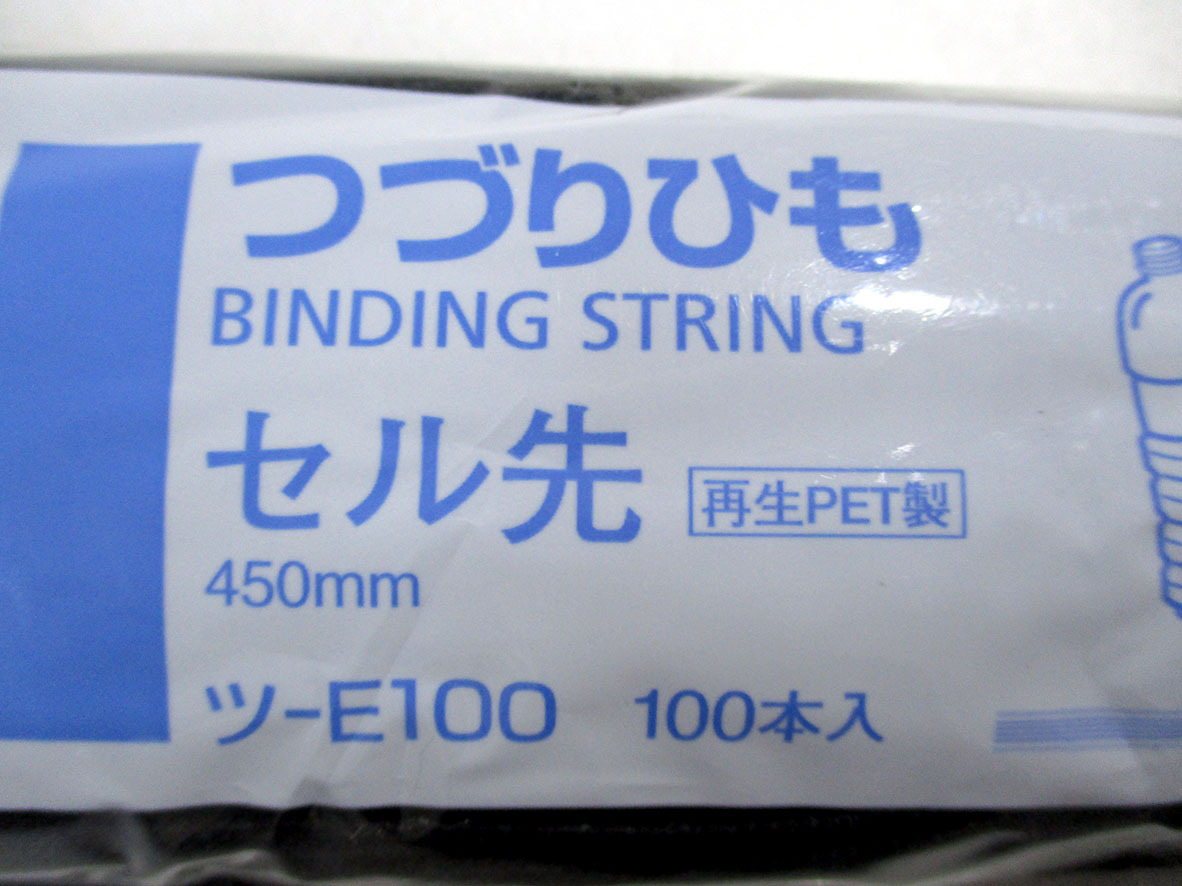 つづりひも
BINDING STRING
セル先 再生PET製
450mm
ツ-E100 100本入